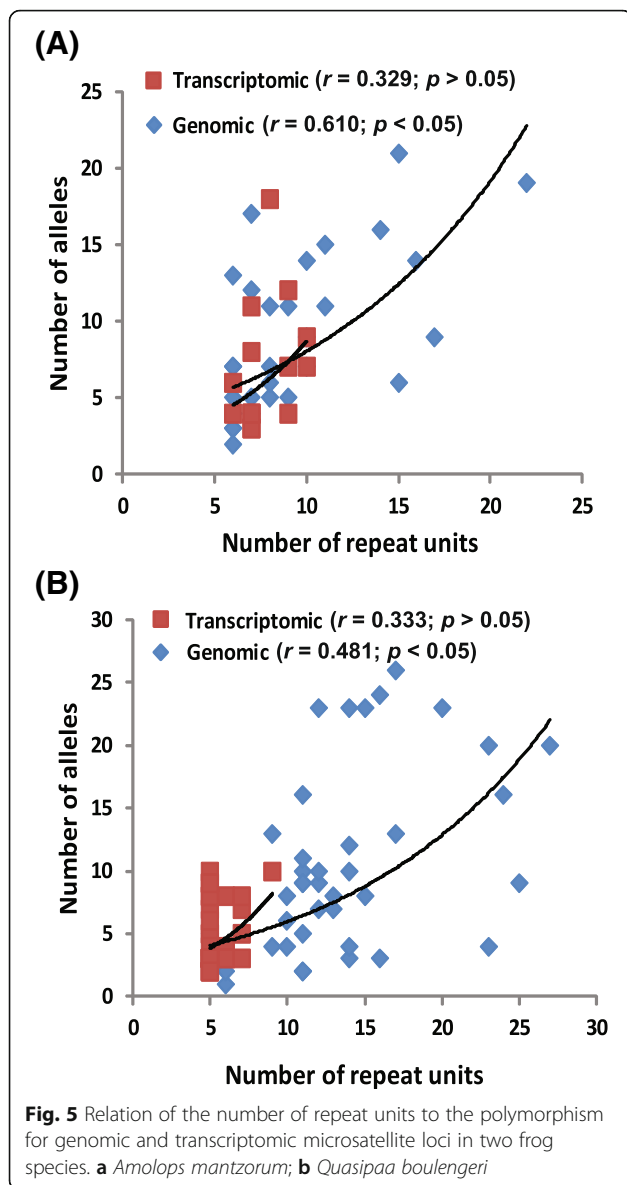 (A)
Transcriptomic (r = 0.329; p > 0.05)
Genomic (r = 0.610; p < 0.05)
25
20
15
10
5
0
0 5 10 15 20 25
Number of alleles
Number of repeat units
(B)
Transcriptomic (r = 0.333; p > 0.05)
Genomic (r = 0.481; p < 0.05)
30
25
20
15
10
5
0
0 5 10 15 20 25 30
Number of alleles
Number of repeat units
Fig. 5 Relation of the number of repeat units to the polymorphism
for genomic and transcriptomic microsatellite loci in two frog
species. a Amolops mantzorum; b Quasipaa boulengeri